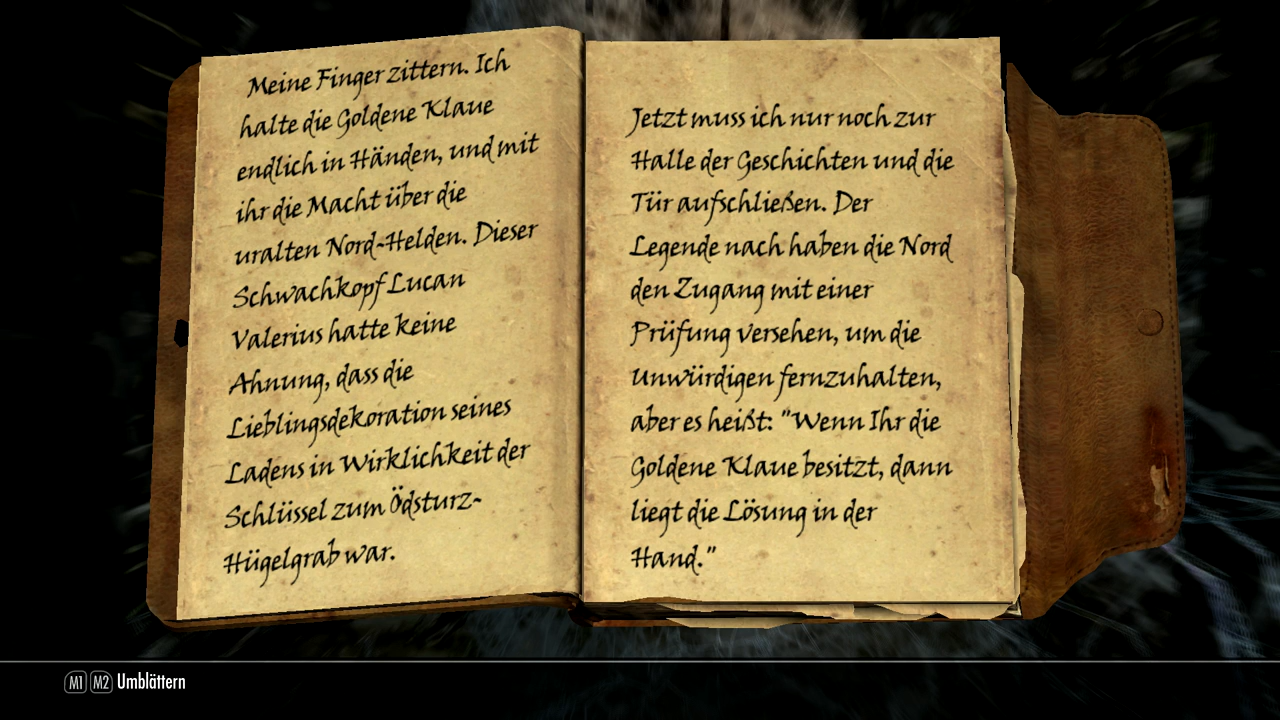 Meine Finger zittern. Ich
halte die Goldene Klaue
endlich in Händen, und mit
ihr die Macht über die
uralten Nord-Helden. Dieser
Schwachkopf Lucan
Valerius hatte keine
Ahnung, dass die
Lieblingsdekoration seines
Ladens in Wirklichkeit der
Schlüssel zum Ödsturz-
Hügelgrab war.
Jetzt muss ich nur noch zur
Halle der Geschichten und die
Tür aufschließen. Der
Legende nach haben die Nord
den Zugang mit einer
Prüfung versehen, um die
Unwürdigen fernzuhalten,
aber es heißt: "Wenn Ihr die
Goldene Klaue besitzt, dann
liegt die Lösung in der
Hand."
M1 M2 Umblättern